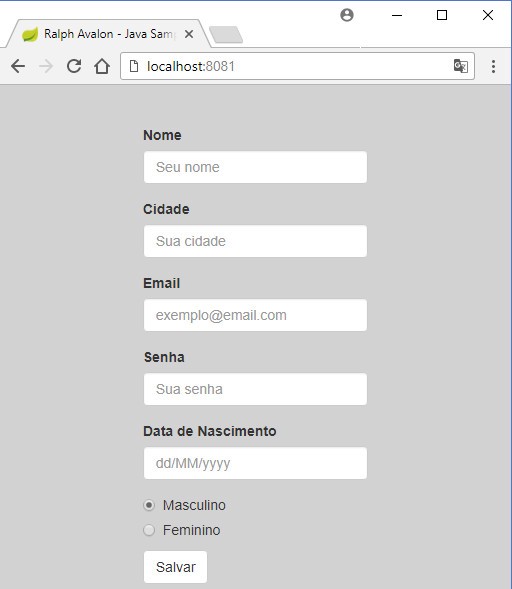 Ralph Avalon - Java Sam
localhost:8081
Nome
Seu nome
Cidade
Sua cidade
Email
exemplo@email.com
Senha
Sua senha
Data de Nascimento
dd/MM/yyyy
Masculino
Feminino
Salvar